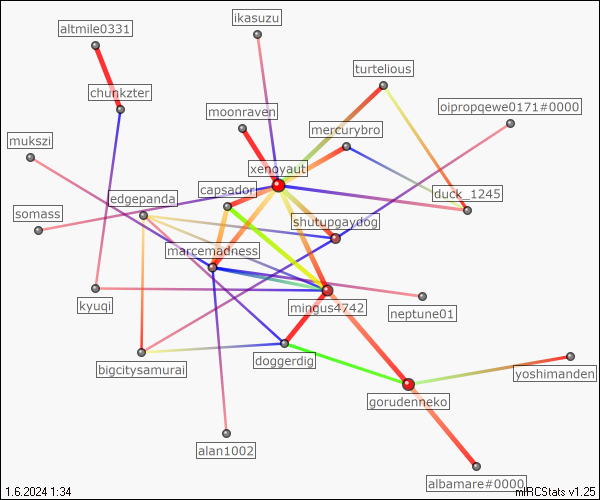 ikasuzu
altmile0331
turtelious
chunkzter
oipropqewe0171#0000
moonraven
mercurybro
mukszi
xenoyaut
capsador
edgepanda
duck_1245
somass
shutupgaydog
marcemadness
kyuqi
mingus4742
neptune01
doggerdig
bigcitysamurai
yoshimanden
gorudenneko
alan1002
albamare#0000
1.6.2024 1:34
mIRCStats v1.25